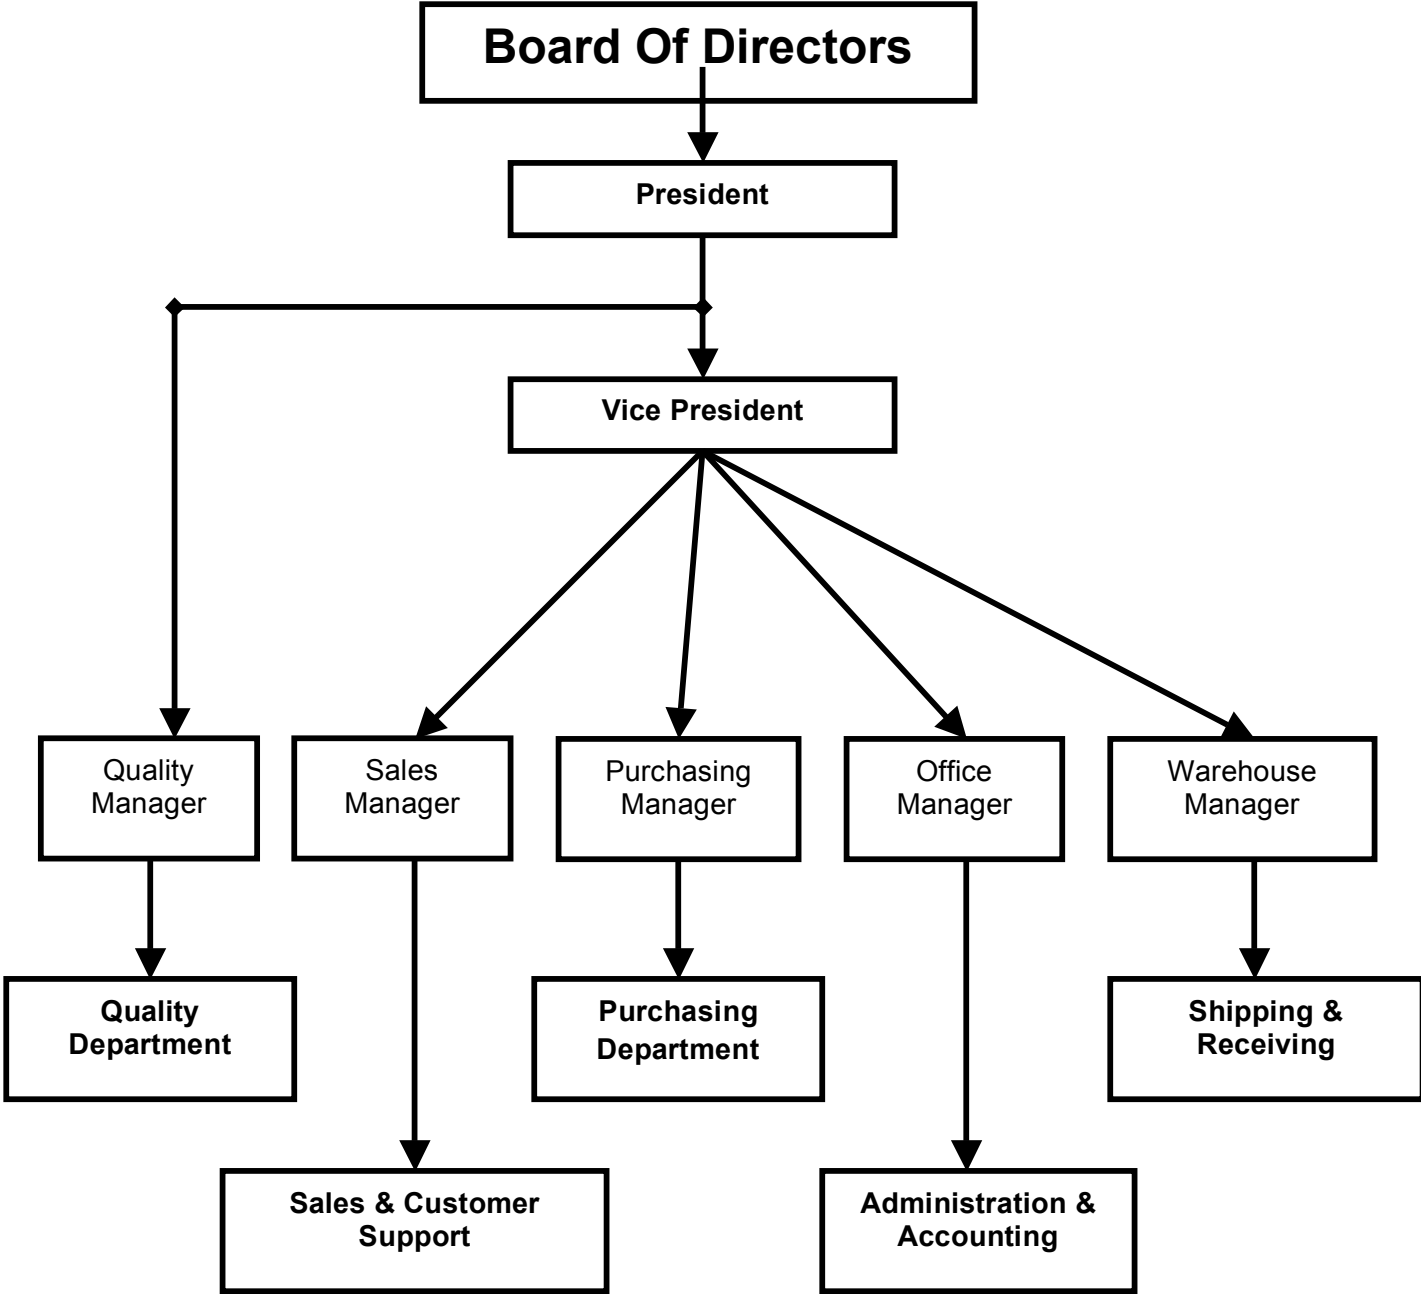 Board Of Directors
President
Vice President
Quality
Manager
Sales
Manager
Purchasing
Manager
Office
Manager
Warehouse
Manager
Quality
Department
Purchasing
Department
Shipping &
Receiving
Sales & Customer
Support
Administration &
Accounting